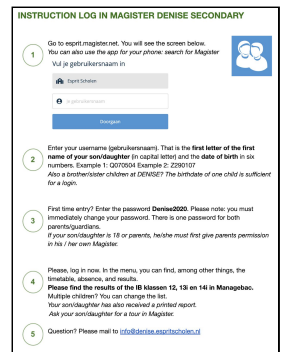 INSTRUCTION LOG IN MAGISTER DENISE SECONDARY
1
Go to esprit.magister.net. You will see the screen below.
You can also use the app for your phone: search for Magister
Vul je gebruikersnaam in
Esprit Scholen
je gebruikersnaam
Doorgaan
2
Enter your username (gebruikersnaam). That is the first letter of the first
name of your son/daughter (in capital letter) and the date of birth in six
numbers. Example 1: Q070504 Example 2: Z290107
Also a brother/sister children at DENISE? The birthdate of one child is sufficient
for a login.
3
First time entry? Enter the password Denise2020. Please note: you must
immediately change your password. There is one password for both
parents/guardians.
If your son/daughter is 18 or parents, he/she must first give parents permission
in his / her own Magister.
4
Please, log in now. In the menu, you can find, among other things, the
timetable, absence, and results.
Please find the results of the IB klassen 12, 13i en 14i in Managebac.
Multiple children? You can change the list.
Your son/daughter has also received a printed report.
Ask your son/daughter for a tour in Magister.
5
Question? Please mail to info@denise.espritscholen.nl